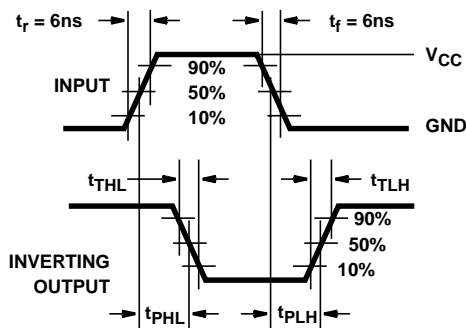 tr = 6ns
tf = 6ns
VCC
90%
INPUT
50%
10%
GND
tTHL
tTLH
90%
50%
INVERTING
OUTPUT
10%
tPHL
tPLH